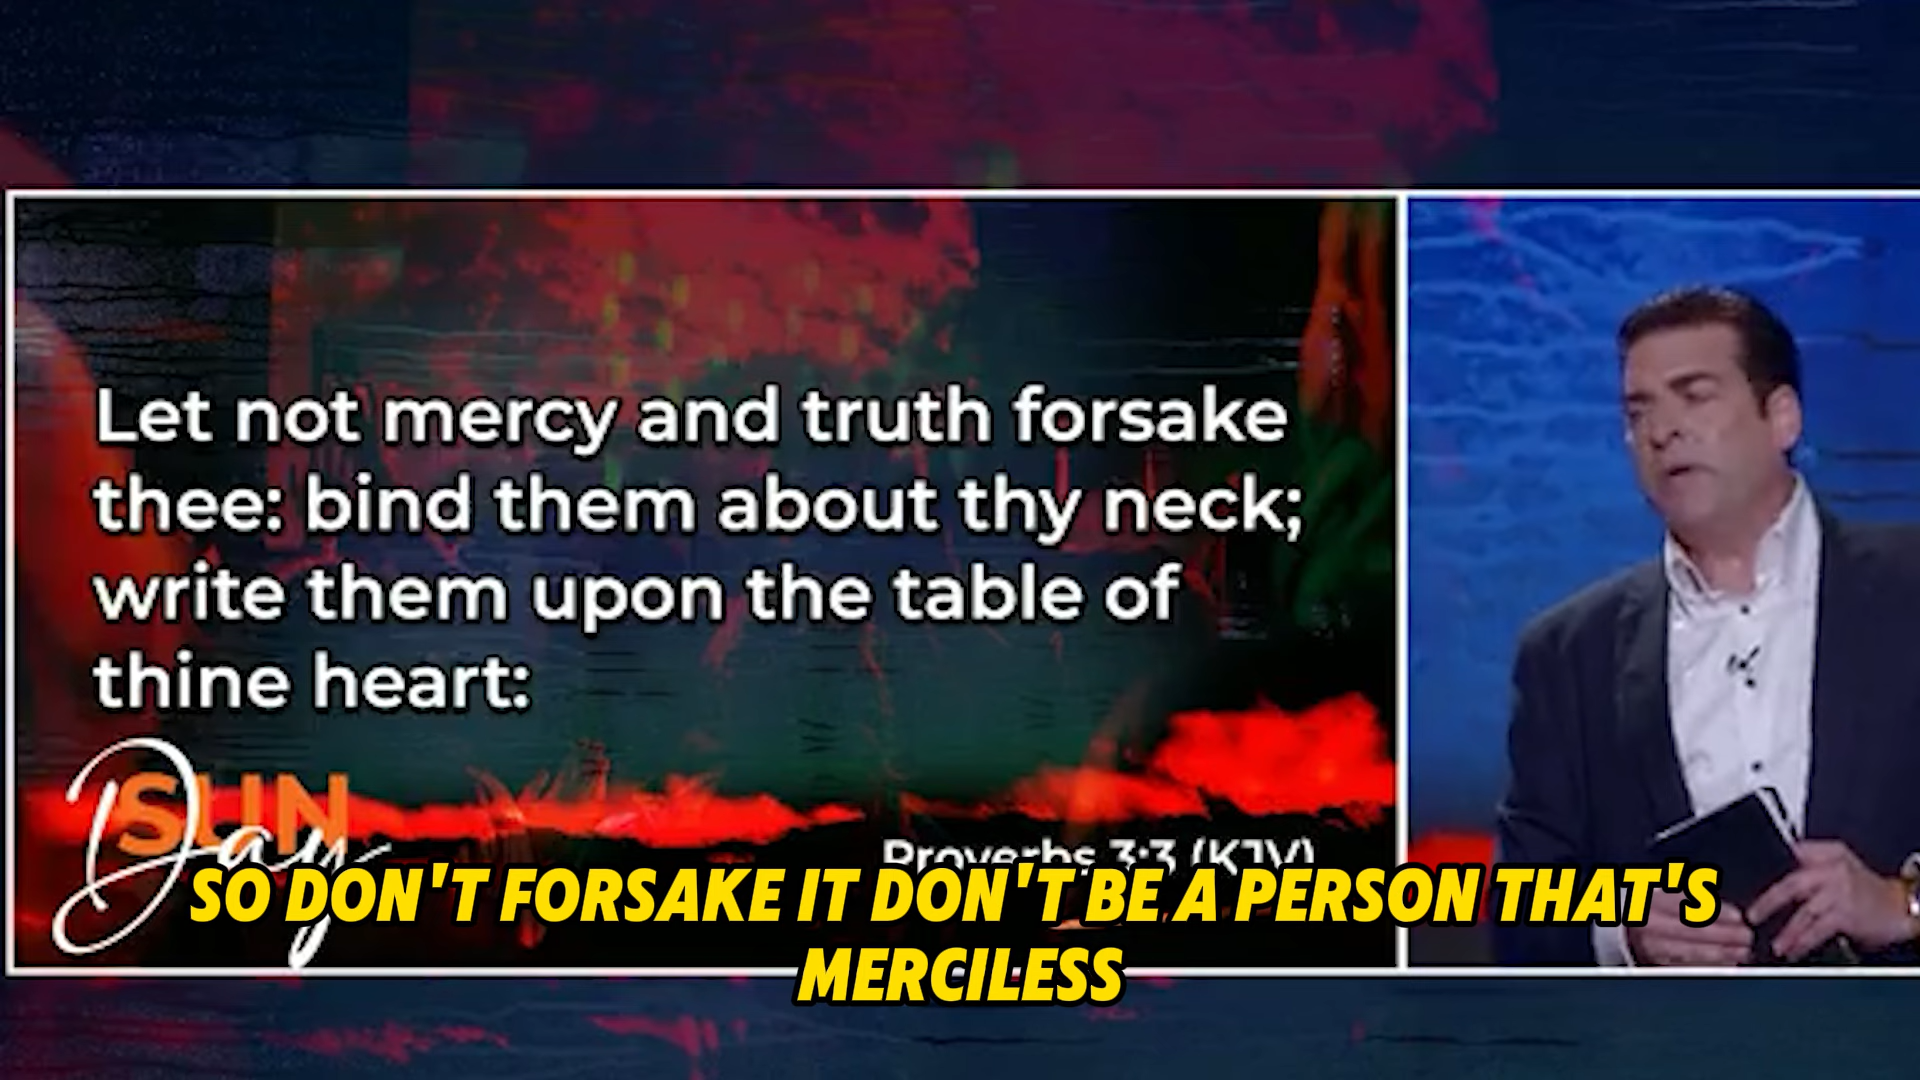 Let not mercy and truth forsake
thee: bind them about thy neck;
write them upon the table of
thine heart:
SUN
Day
Proverbs 3:3 (KJV)
SO DON'T FORSAKE IT DON'T BE A PERSON THAT'S
MERCILESS